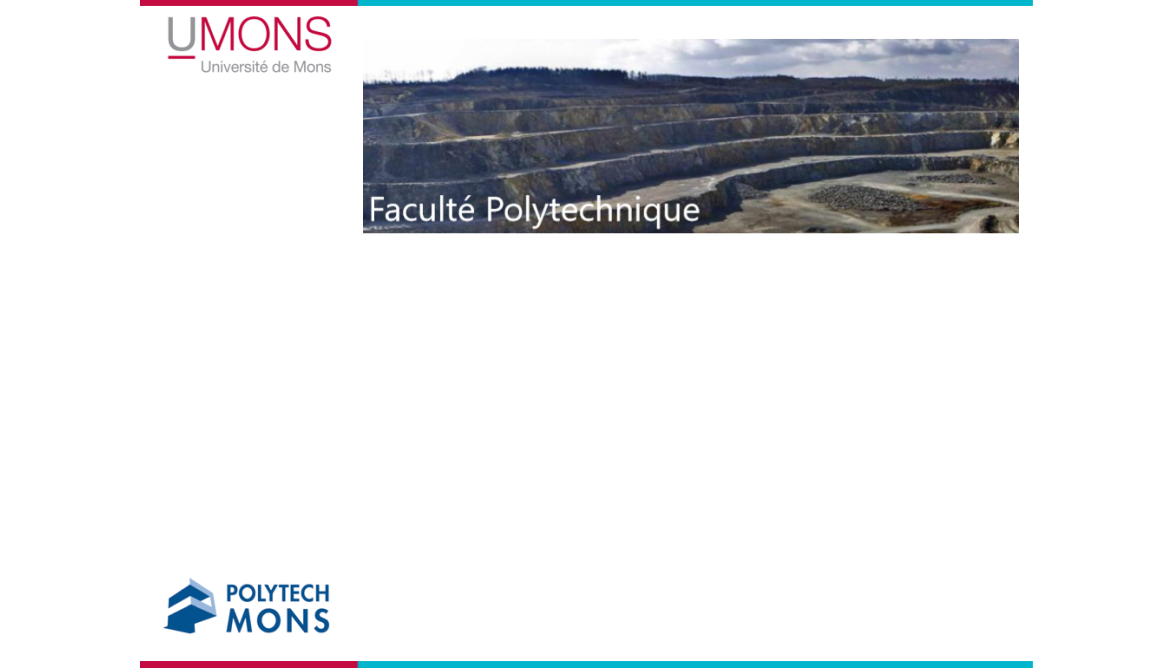 UMONS
Université de Mons
Faculté Polytechnique
POLYTECH
MONS